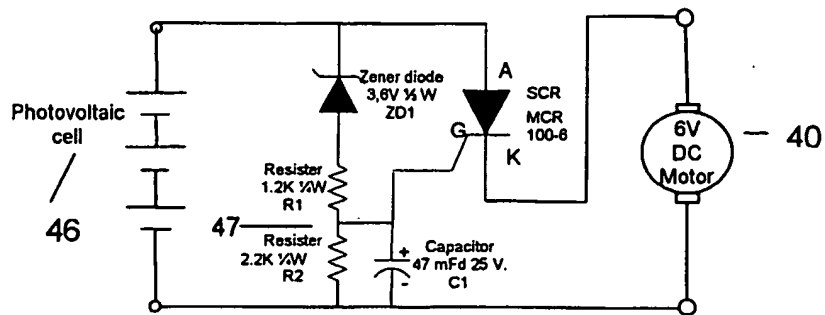 Photovoltaic
cell
46
Zener diode
3,6V ½ W
ZD1
Resister
1.2K ¼W
R1
47
Resister
2.2K ¼W
R2
+
Capacitor
47 mFd 25 V.
-
C1
A
SCR
MCR
100-6
G
K
6V
DC
Motor
40